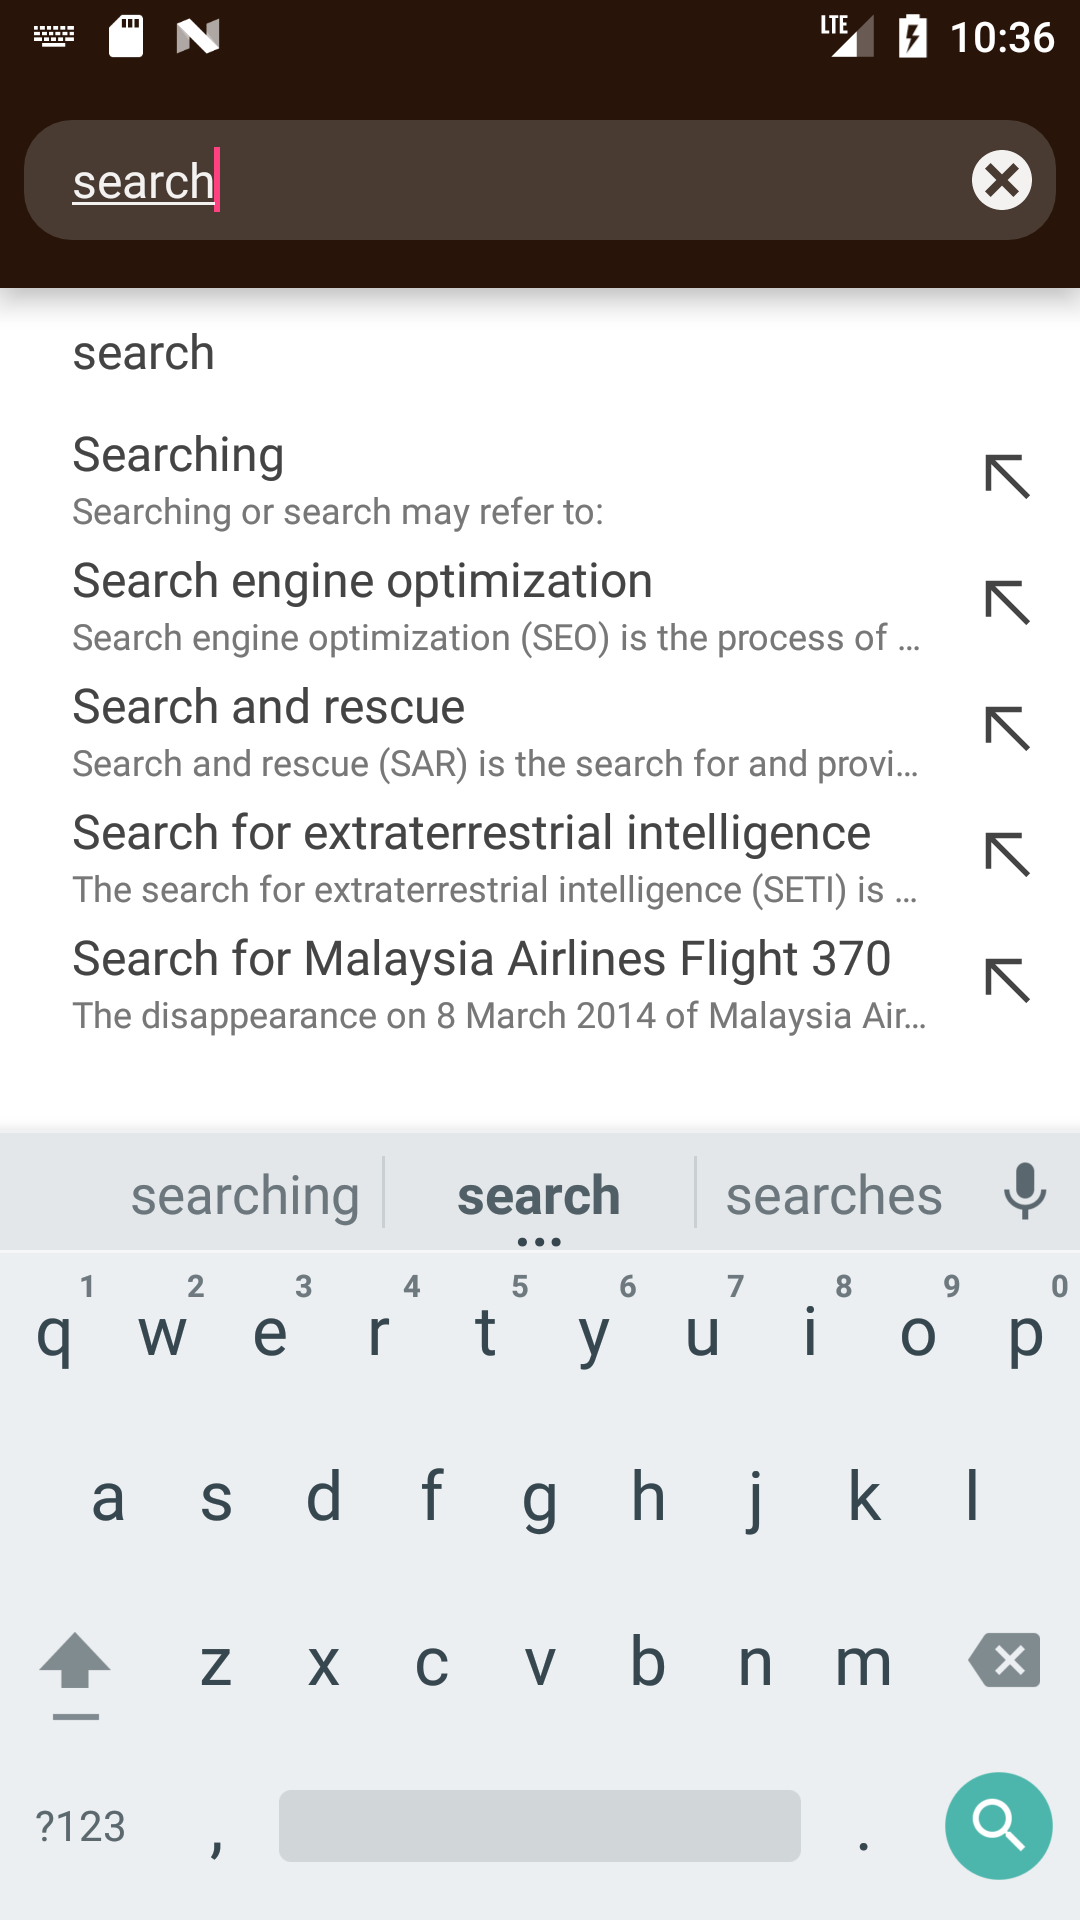 LTE 10:36
search
search
Searching
Searching or search may refer to:
Search engine optimization
Search engine optimization (SEO) is the process of …
Search and rescue
Search and rescue (SAR) is the search for and provi…
Search for extraterrestrial intelligence
The search for extraterrestrial intelligence (SETI) is …
Search for Malaysia Airlines Flight 370
The disappearance on 8 March 2014 of Malaysia Air…
searching search searches
1 2 3 4 5 6 7 8 9 0
q w e r t y u i o p
a s d f g h j k l
z x c v b n m
?123 , .